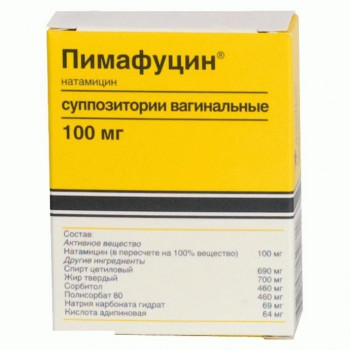 Пимафуцин®
натамицин
суппозитории вагинальные
100 мг
Состав:
Активное вещество
Натамицин (в пересчете на 100% вещество) 100 мг
Другие ингредиенты
Спирт цетиловый 690 мг
Жир твердый 700 мг
Сорбитол 460 мг
Полисорбат 80 460 мг
Натрия карбоната гидрат 69 мг
Кислота адипиновая 64 мг